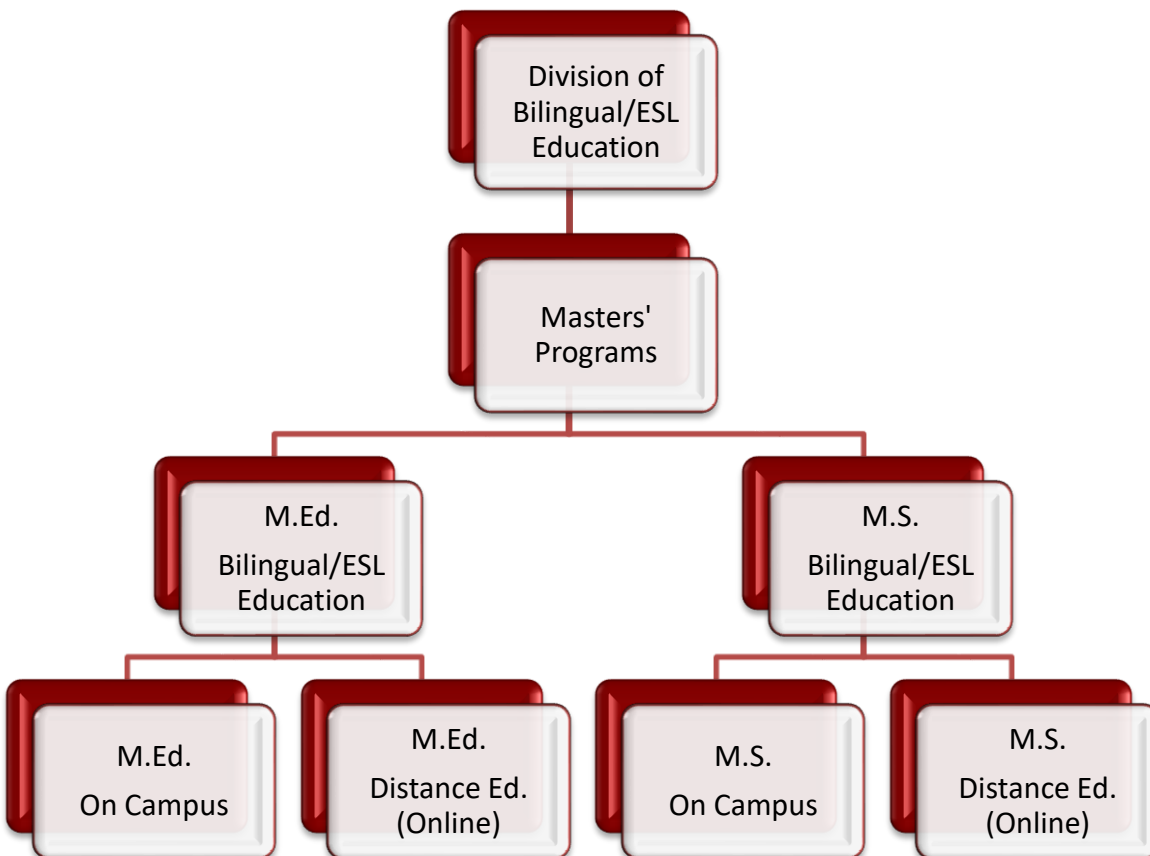 Division of
Bilingual/ESL
Education
Masters'
Programs
M.Ed.
Bilingual/ESL
Education
M.S.
Bilingual/ESL
Education
M.Ed.
On Campus
M.Ed.
Distance Ed.
(Online)
M.S.
On Campus
M.S.
Distance Ed.
(Online)